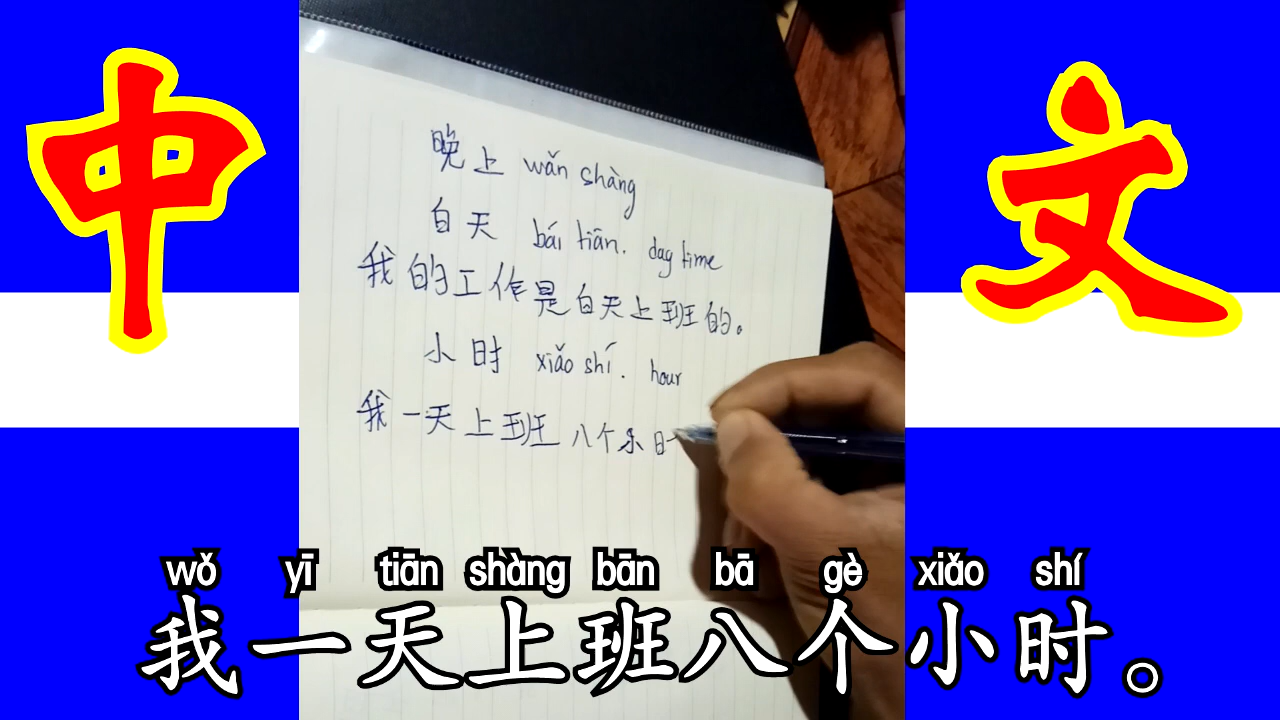 中文
晚上 wǎn shàng
白天 bái tiān. day time
我的工作是白天上班的。
小时 xiǎo shí. hour
我一天上班八个小时
wǒ yī tiān shàng bān bā gè xiǎo shí
我一天上班八个小时。